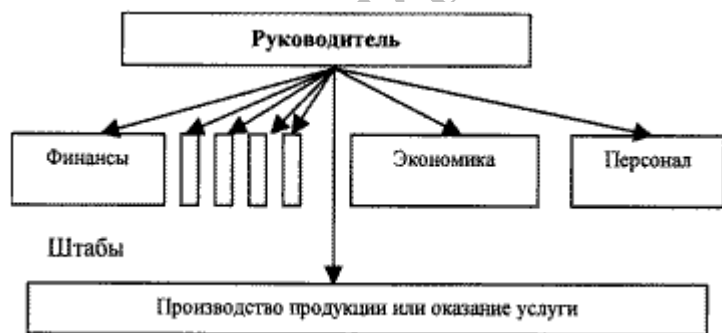 Руководитель
Финансы
Экономика
Персонал
Штабы
Производство продукции или оказание услуги